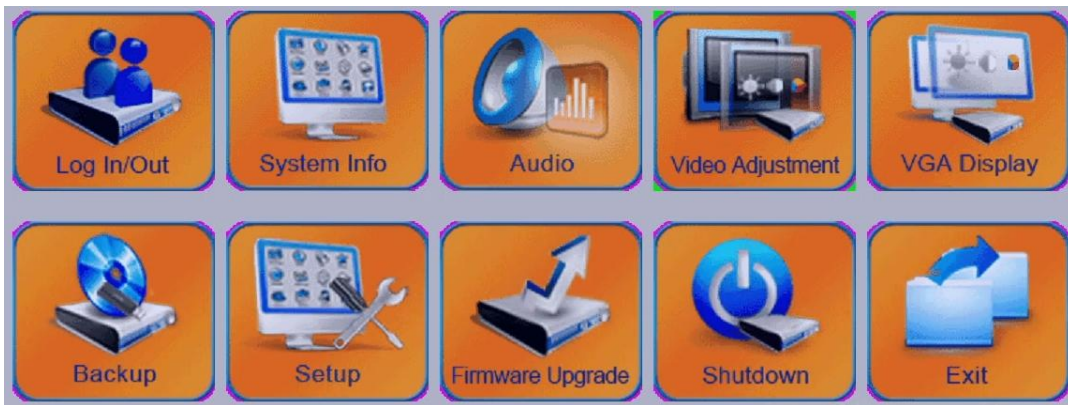 Log In/Out
System Info
Audio
Video Adjustment
VGA Display
Backup
Setup
Firmware Upgrade
Shutdown
Exit